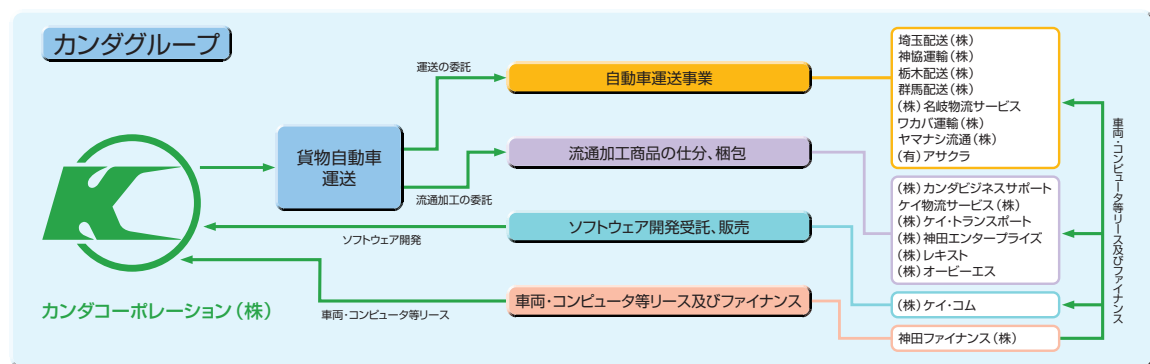 カンダグループ
カンダコーポレーション(株)
貨物自動車
運送
運送の委託
流通加工の委託
ソフトウェア開発
車両・コンピュータ等リース
自動車運送事業
流通加工商品の仕分、梱包
ソフトウェア開発受託、販売
車両・コンピュータ等リース及びファイナンス
埼玉配送(株)
神協運輸(株)
栃木配送(株)
群馬配送(株)
(株)名岐物流サービス
ワカバ運輸(株)
ヤマナシ流通(株)
(有)アサクラ
(株)カンダビジネスサポート
ケイ物流サービス(株)
(株)ケイ・トランスポート
(株)神田エンタープライズ
(株)レキスト
(株)オービーエス
(株)ケイ・コム
神田ファイナンス(株)
車両・コンピュータ等リース及びファイナンス